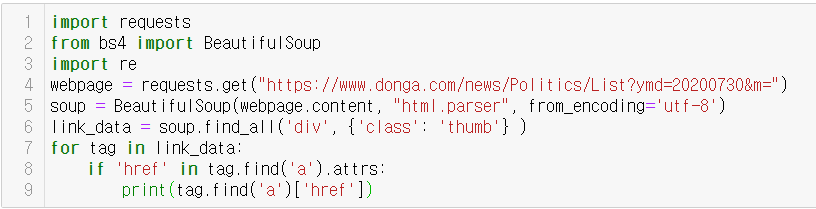 1 import requests
2 from bs4 import BeautifulSoup
3 import re
4 webpage = requests.get("https://www.donga.com/news/Politics/List?ymd=20200730&m=")
5 soup = BeautifulSoup(webpage.content, "html.parser", from_encoding='utf-8')
6 link_data = soup.find_all('div', {'class': 'thumb'} )
7 for tag in link_data:
8     if 'href' in tag.find('a').attrs:
9         print(tag.find('a')['href'])